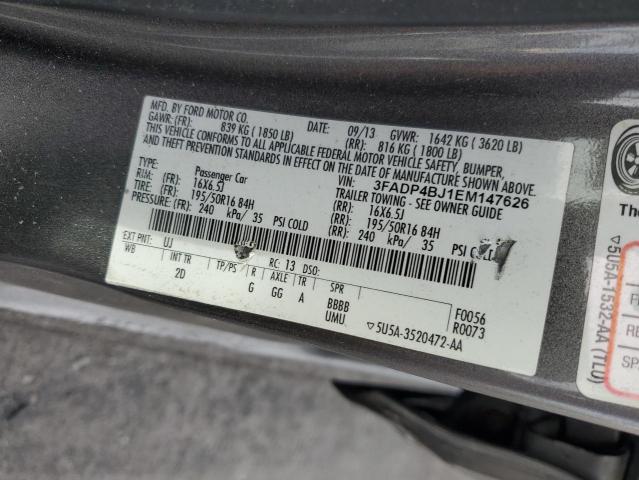 MFD. BY FORD MOTOR CO.
DATE: 09/13 GVWR: 1642 KG ( 3620 LB)
GAWR: (FR): 839 KG ( 1850 LB) (RR): 816 KG ( 1800 LB)
THIS VEHICLE CONFORMS TO ALL APPLICABLE FEDERAL MOTOR VEHICLE SAFETY, BUMPER,
AND THEFT PREVENTION STANDARDS IN EFFECT ON THE DATE OF MANUFACTURE SHOWN ABOVE.
VIN: 3FADP4BJ1EM147626
TYPE: Passenger Car TRAILER TOWING - SEE OWNER GUIDE
RIM: (FR): 16X6.5J (RR): 16X6.5J
TIRE: (FR): 195/50R16 84H (RR): 195/50R16 84H
PRESSURE: (FR): 240 kPa/ 35 PSI COLD (RR): 240 kPa/ 35 PSI COLD
EXT PNT: UJ RC: 13 DSO:
WB INT TR TP/PS R AXLE TR SPR
2D G GG A BBBB F0056
UMU R0073
▽5U5A-3520472-AA
Th
▽5U5A-1532-AA (TLU)
RE
SP